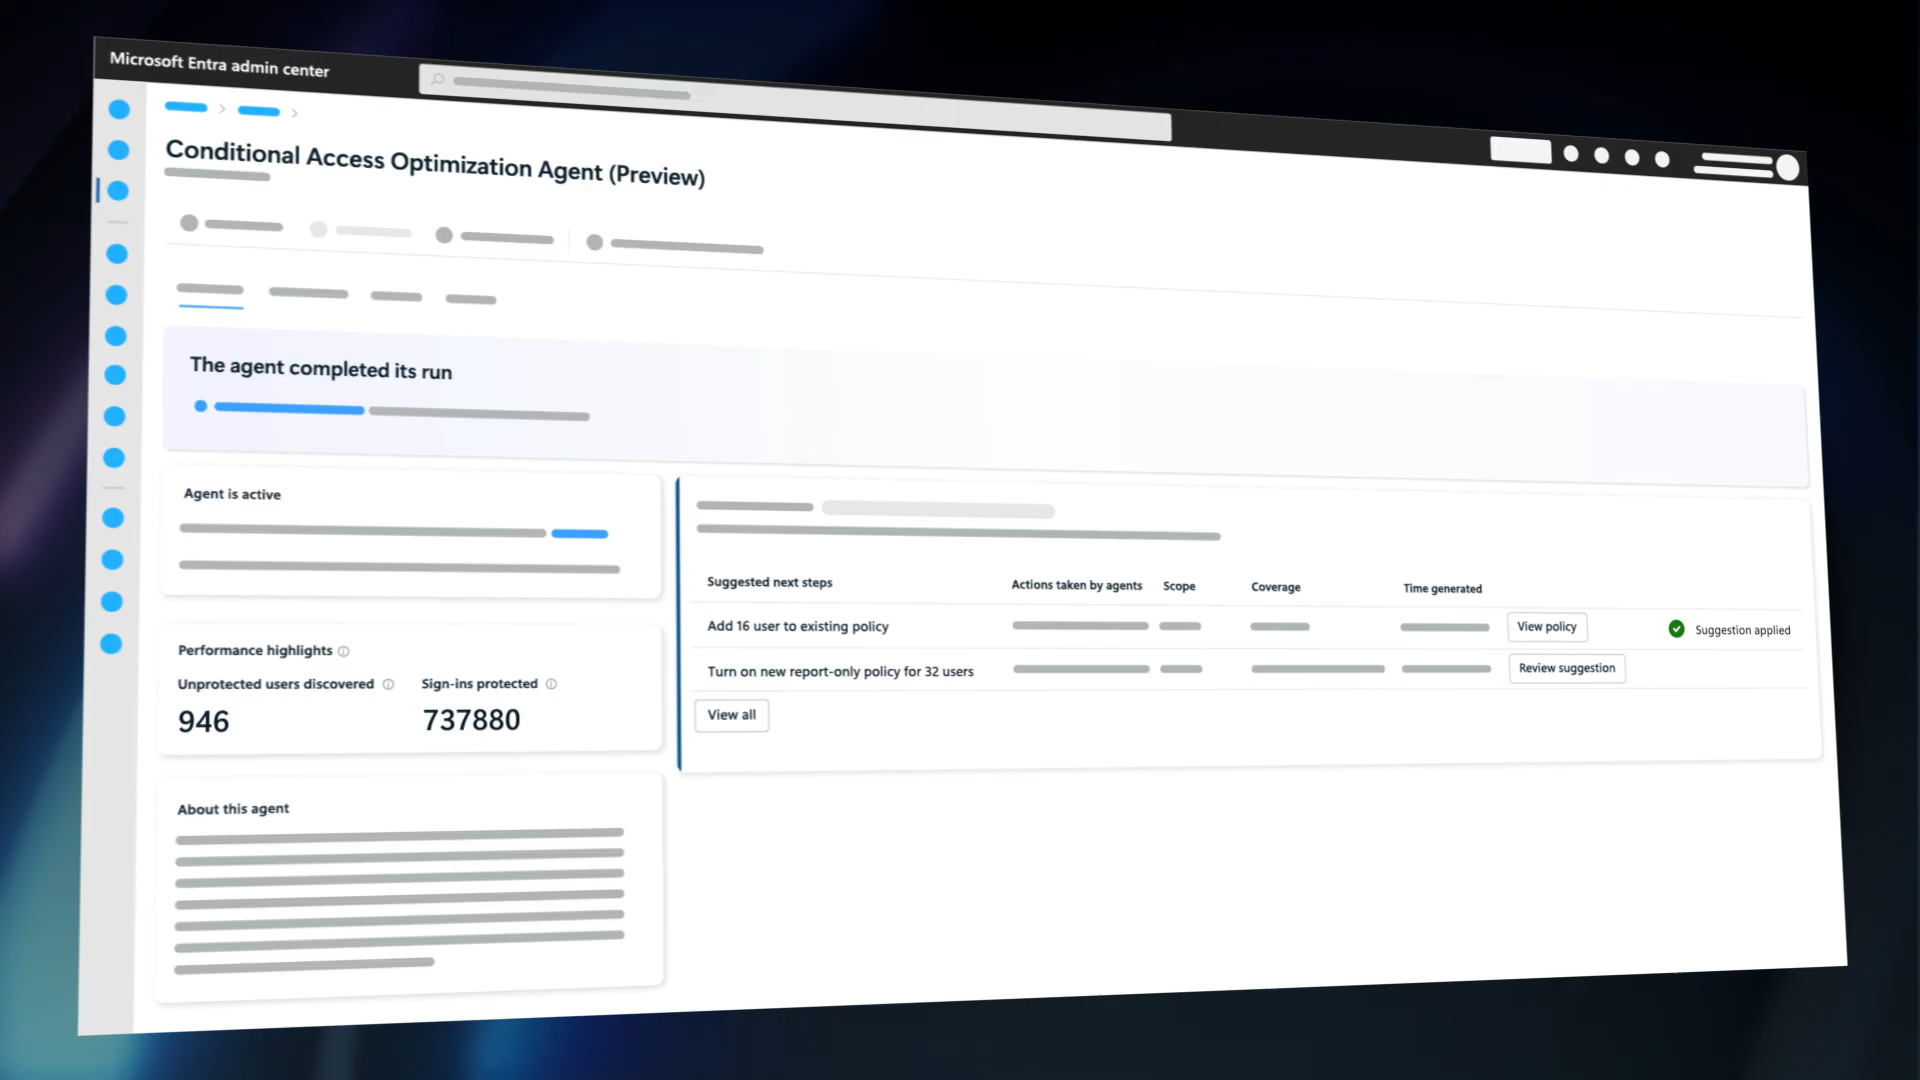 Microsoft Entra admin center
Conditional Access Optimization Agent (Preview)
The agent completed its run
Agent is active
Performance highlights
Unprotected users discovered
Sign-ins protected
946
737880
About this agent
Suggested next steps
Actions taken by agents
Scope
Coverage
Time generated
Add 16 user to existing policy
View policy
Suggestion applied
Turn on new report-only policy for 32 users
Review suggestion
View all